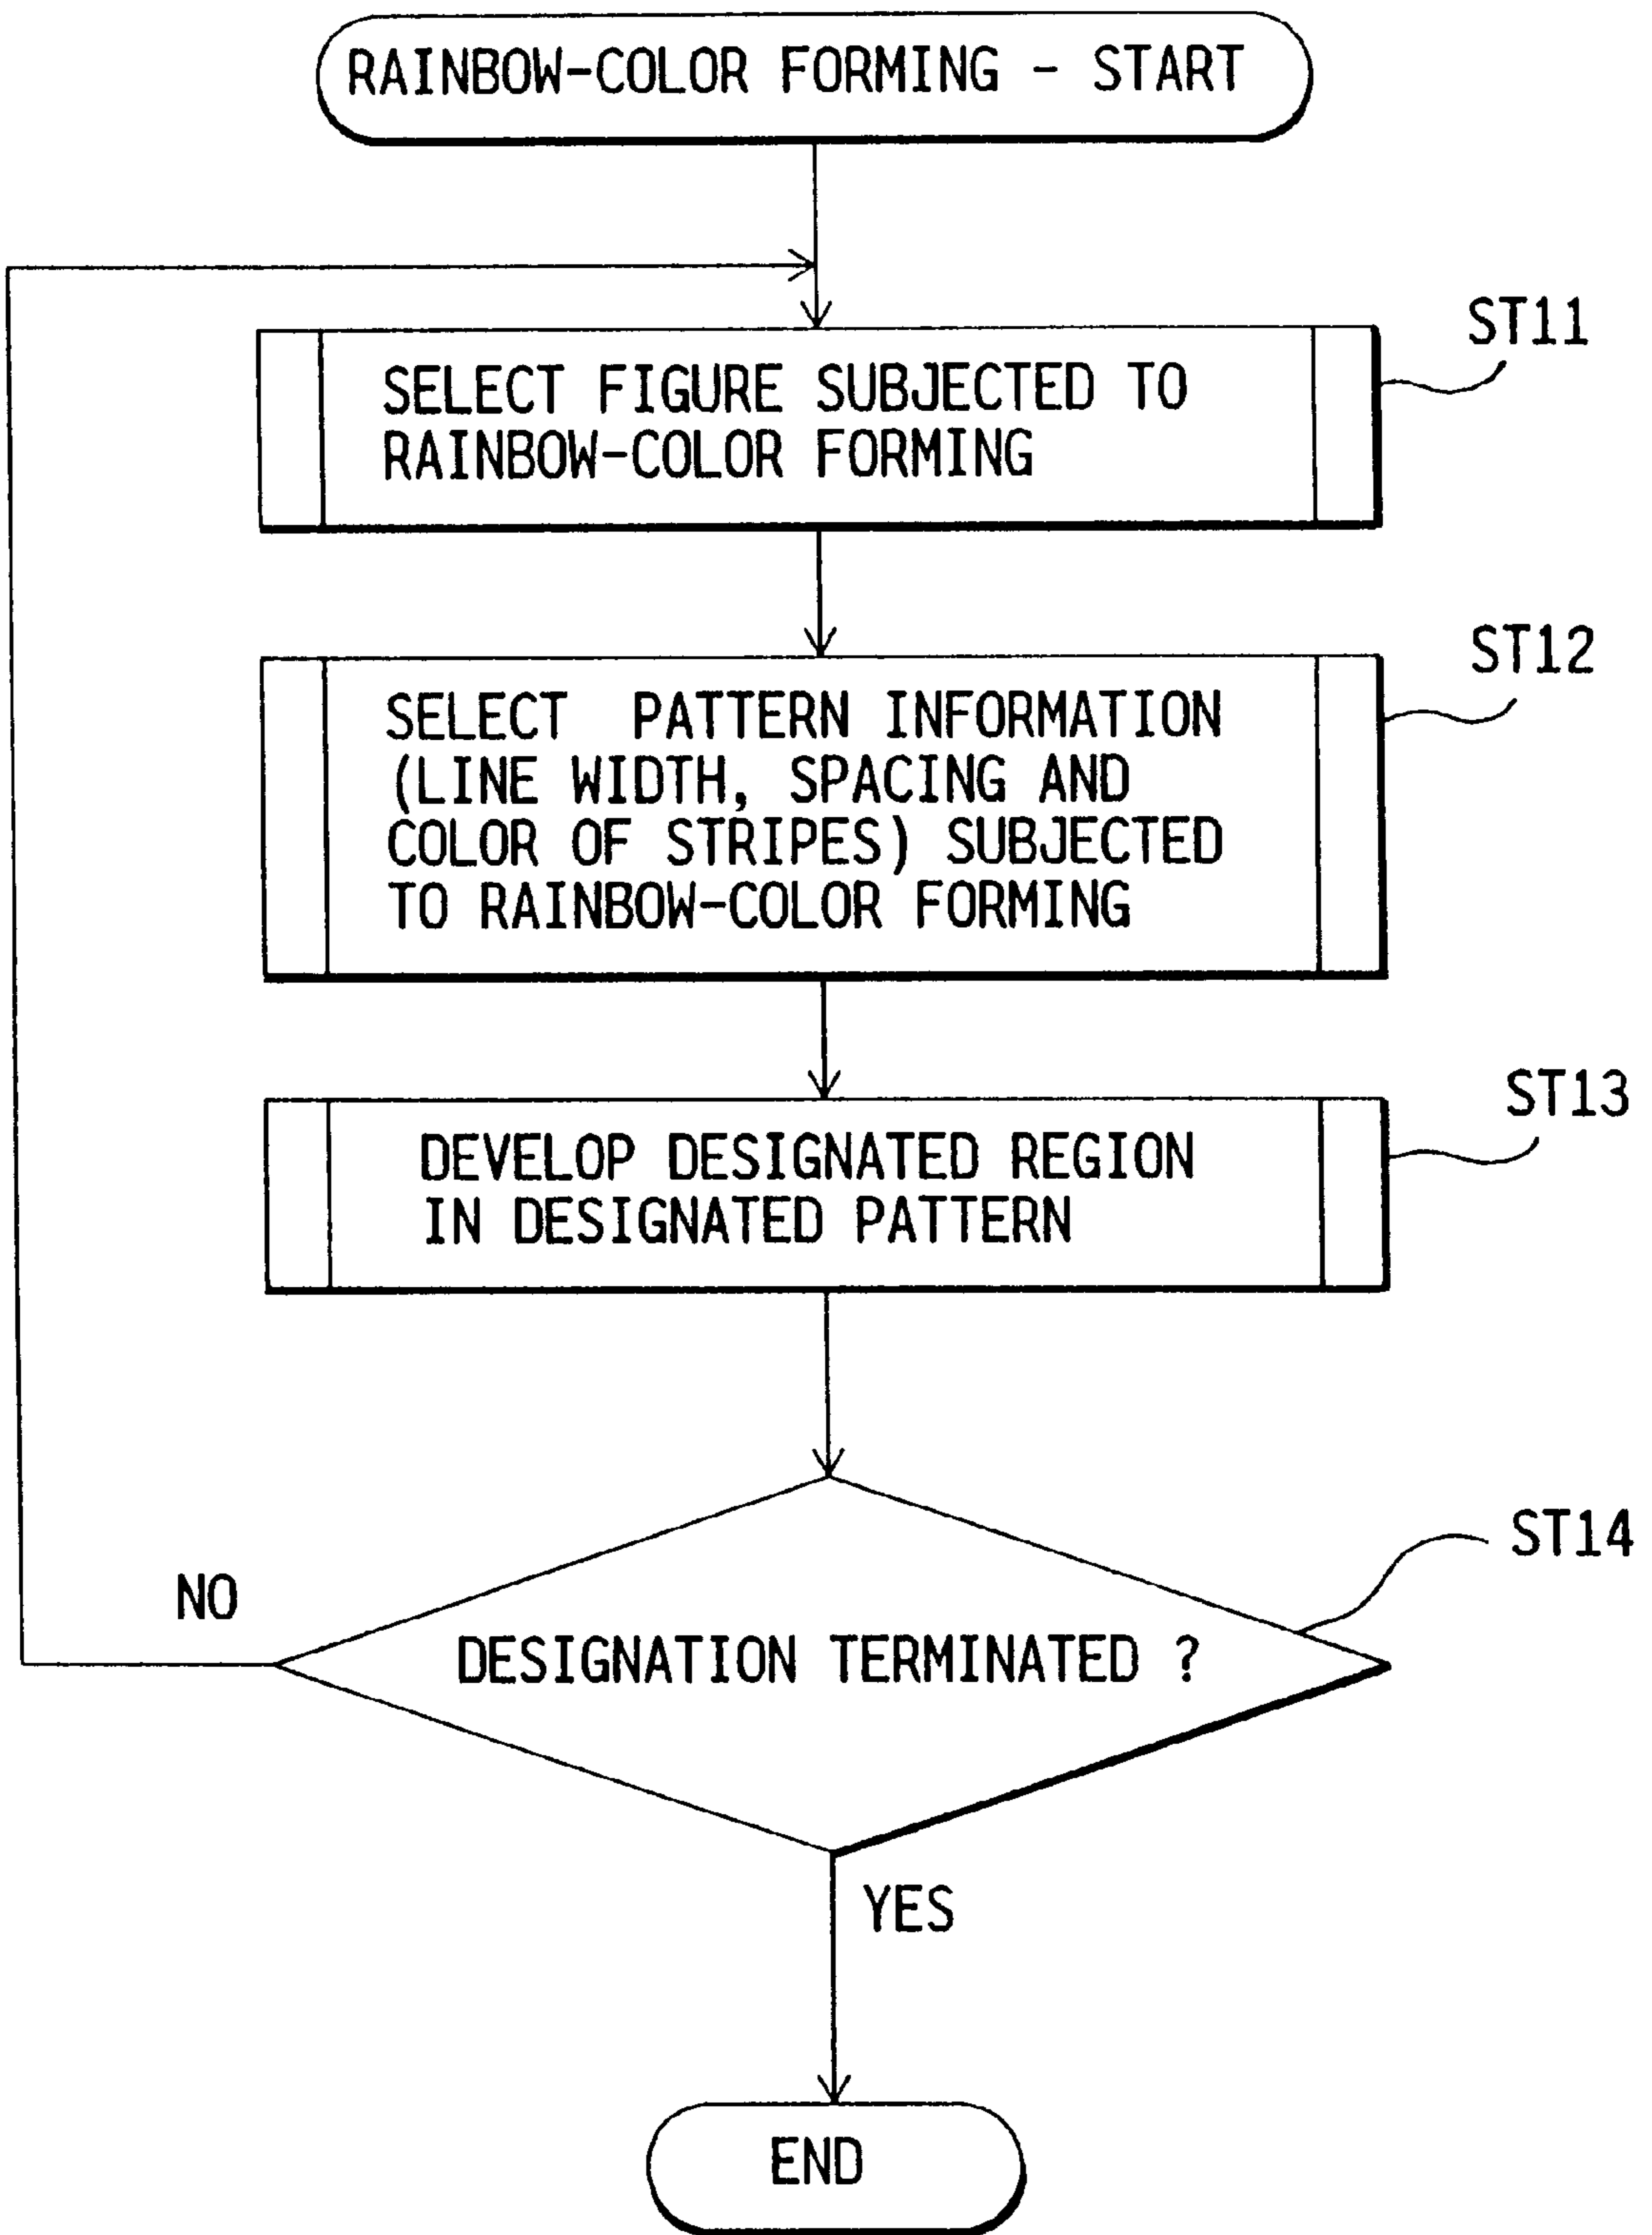 RAINBOW-COLOR FORMING - START
ST11
SELECT FIGURE SUBJECTED TO
RAINBOW-COLOR FORMING
ST12
SELECT PATTERN INFORMATION
(LINE WIDTH, SPACING AND
COLOR OF STRIPES) SUBJECTED
TO RAINBOW-COLOR FORMING
ST13
DEVELOP DESIGNATED REGION
IN DESIGNATED PATTERN
ST14
NO
DESIGNATION TERMINATED ?
YES
END